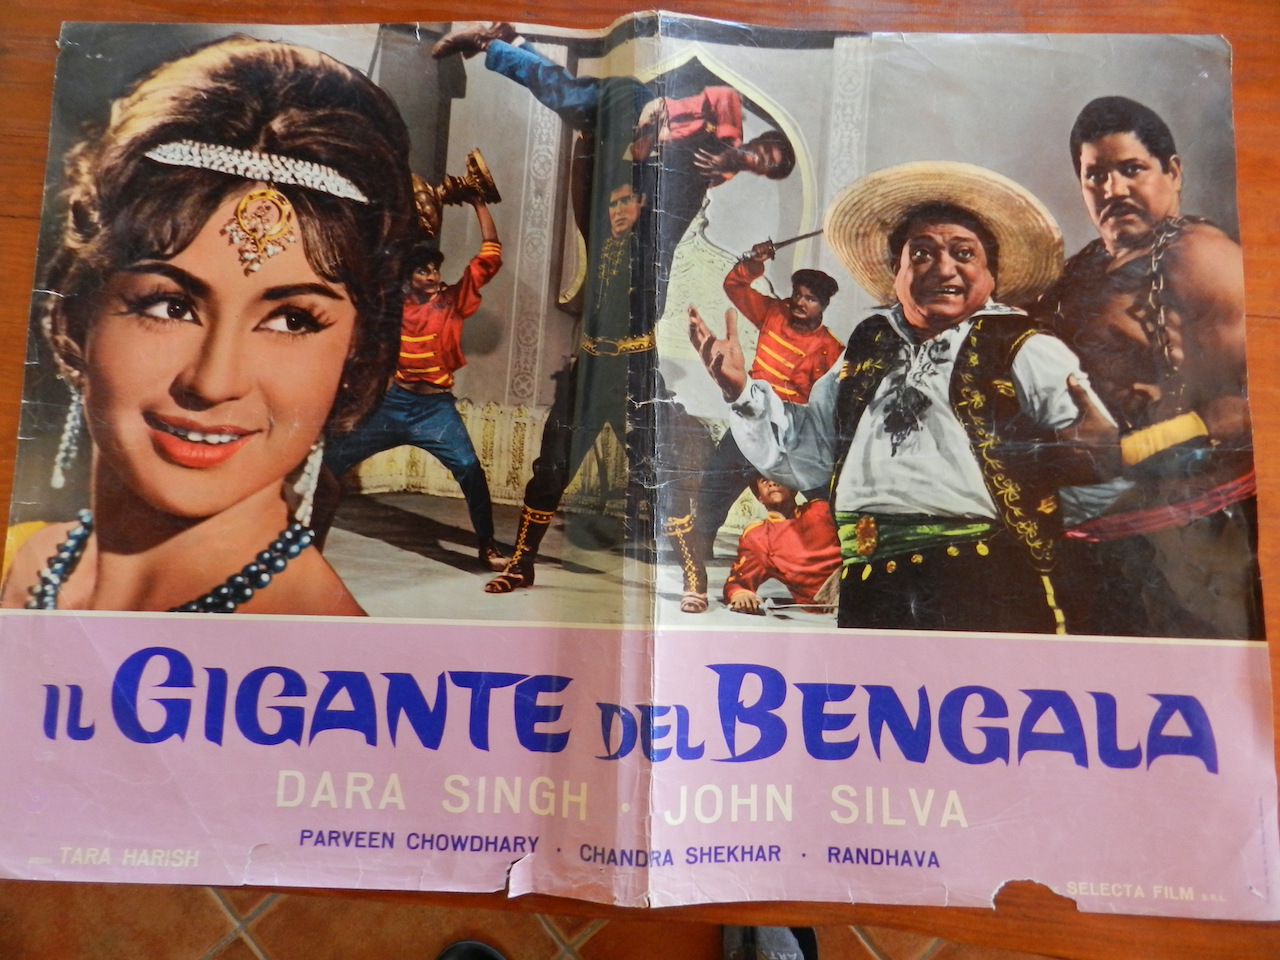 IL GIGANTE DEL BENGALA
DARA SINGH · JOHN SILVA
PARVEEN CHOWDHARY · CHANDRA SHEKHAR · RANDHAVA
TARA HARISH
SELECTA FILM S.R.L.